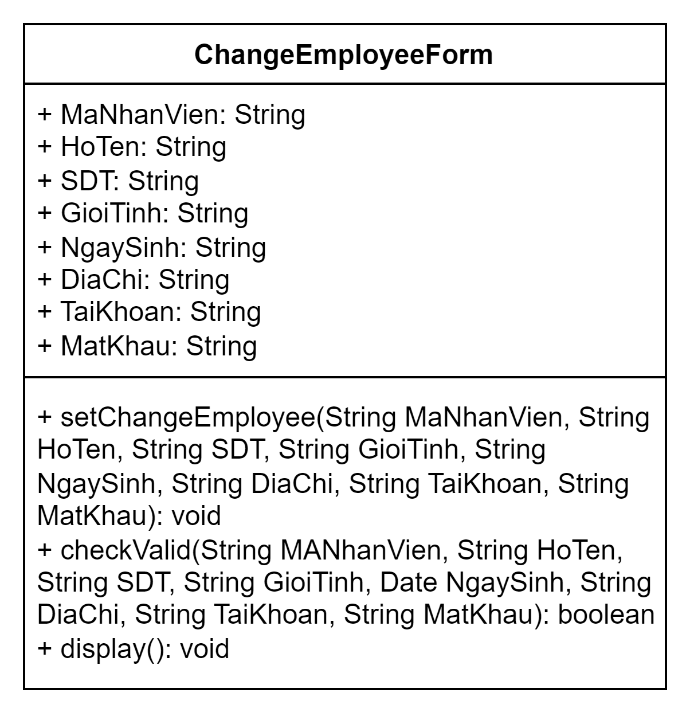 ChangeEmployeeForm
+ MaNhanVien: String
+ HoTen: String
+ SDT: String
+ GioiTinh: String
+ NgaySinh: String
+ DiaChi: String
+ TaiKhoan: String
+ MatKhau: String
+ setChangeEmployee(String MaNhanVien, String
HoTen, String SDT, String GioiTinh, String
NgaySinh, String DiaChi, String TaiKhoan, String
MatKhau): void
+ checkValid(String MANhanVien, String HoTen,
String SDT, String GioiTinh, Date NgaySinh, String
DiaChi, String TaiKhoan, String MatKhau): boolean
+ display(): void